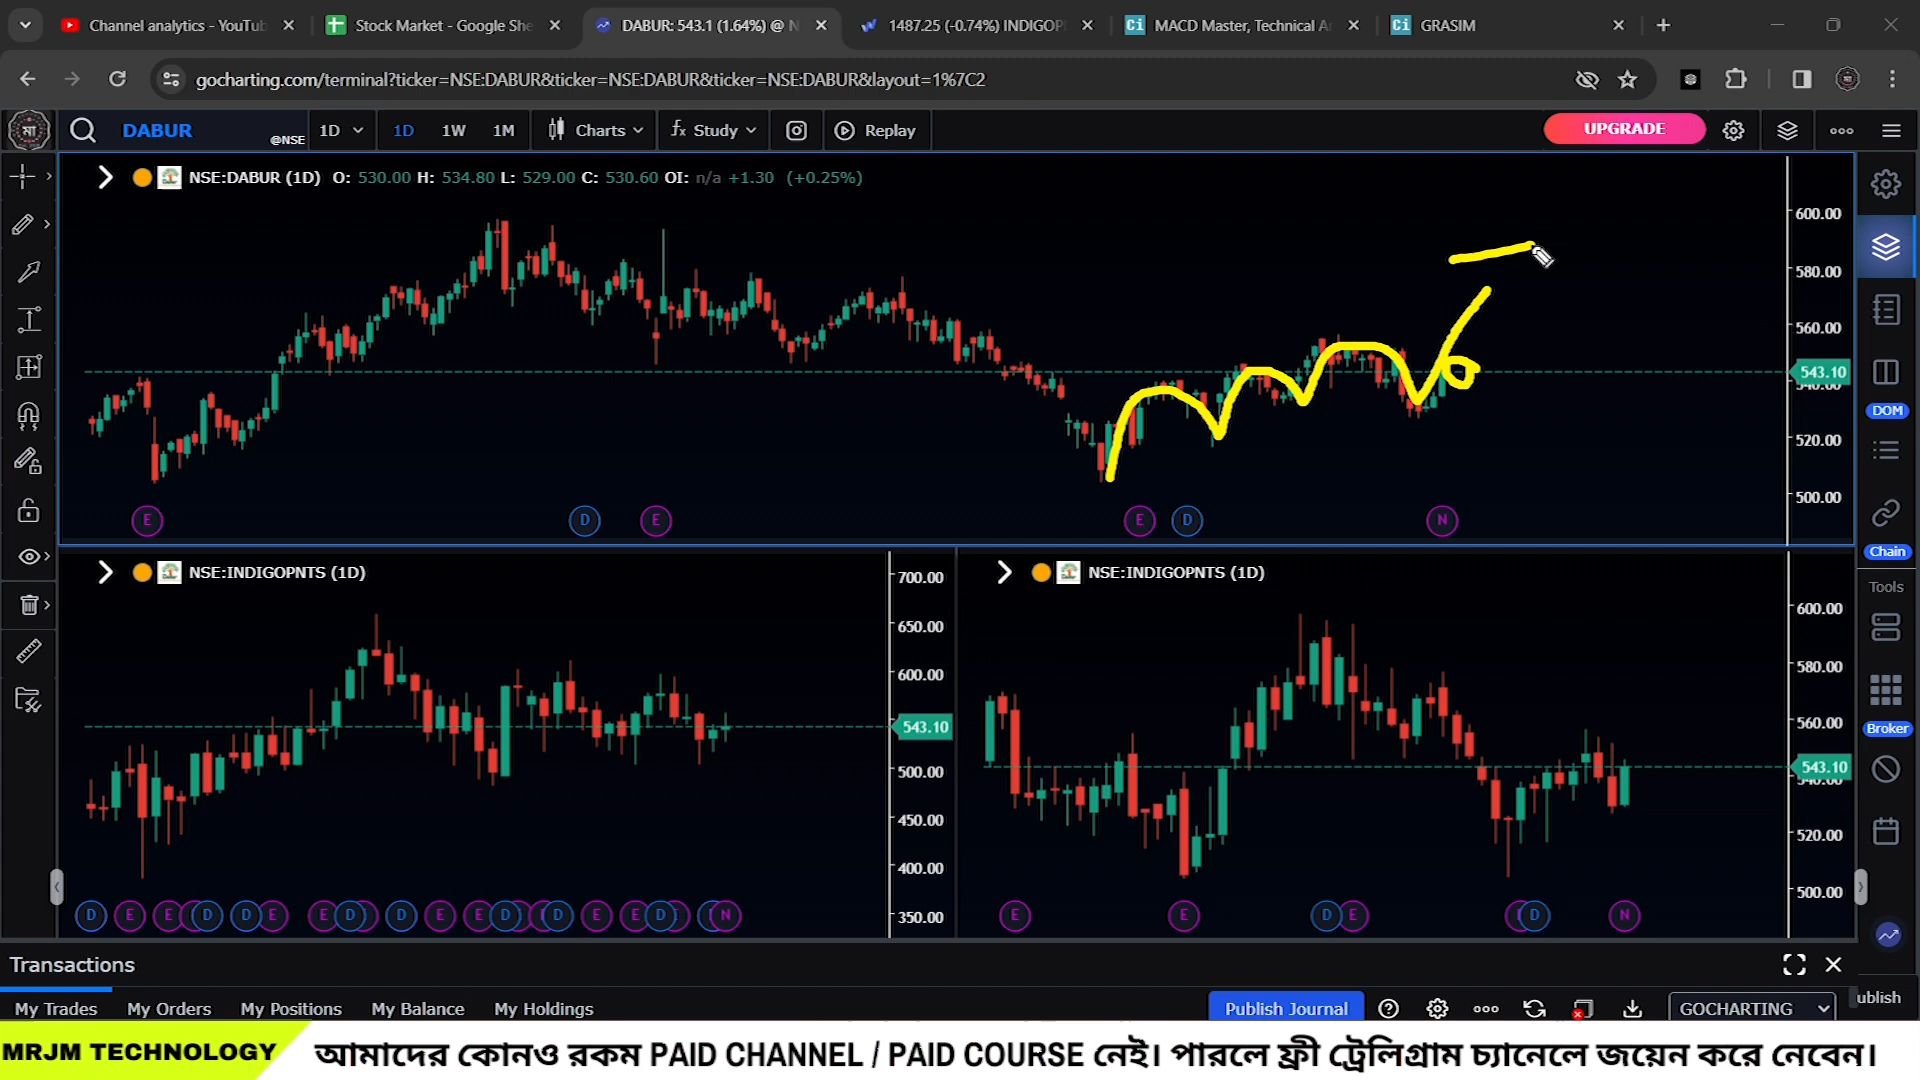 Channel analytics - YouTub
Stock Market - Google She
DABUR: 543.1 (1.64%) @ N
1487.25 (-0.74%) INDIGOP
MACD Master, Technical A
GRASIM
gocharting.com/terminal?ticker=NSE:DABUR&ticker=NSE:DABUR&ticker=NSE:DABUR&layout=1%7C2
DABUR @NSE 1D 1D 1W 1M Charts Study Replay UPGRADE
NSE:DABUR (1D) O: 530.00 H: 534.80 L: 529.00 C: 530.60 OI: n/a +1.30 (+0.25%)
600.00
580.00
560.00
543.10
540.00
520.00
500.00
E D E E D N
DOM
Chain
Tools
Broker
NSE:INDIGOPNTS (1D)
700.00
650.00
600.00
543.10
500.00
450.00
400.00
350.00
D E E D D E E D D E E D D E E D N
NSE:INDIGOPNTS (1D)
600.00
580.00
560.00
543.10
540.00
520.00
500.00
E E D E D N
Transactions
My Trades My Orders My Positions My Balance My Holdings Publish Journal GOCHARTING ublish
MRJM TECHNOLOGY আমাদের কোনও রকম PAID CHANNEL / PAID COURSE নেই। পারলে ফ্রী ট্রেলিগ্রাম চ্যানেলে জয়েন করে নেবেন।